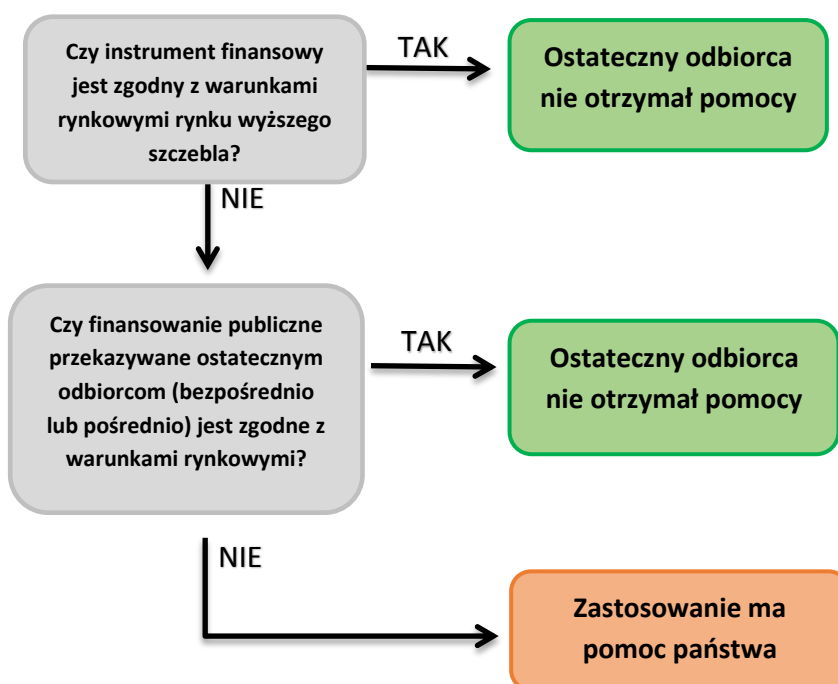 Czy instrument finansowy
jest zgodny z warunkami
rynkowymi rynku wyższego
szczebla?
TAK
Ostateczny odbiorca
nie otrzymał pomocy
NIE
Czy finansowanie publiczne
przekazywane ostatecznym
odbiorcom (bezpośrednio
lub pośrednio) jest zgodne z
warunkami rynkowymi?
TAK
Ostateczny odbiorca
nie otrzymał pomocy
NIE
Zastosowanie ma
pomoc państwa